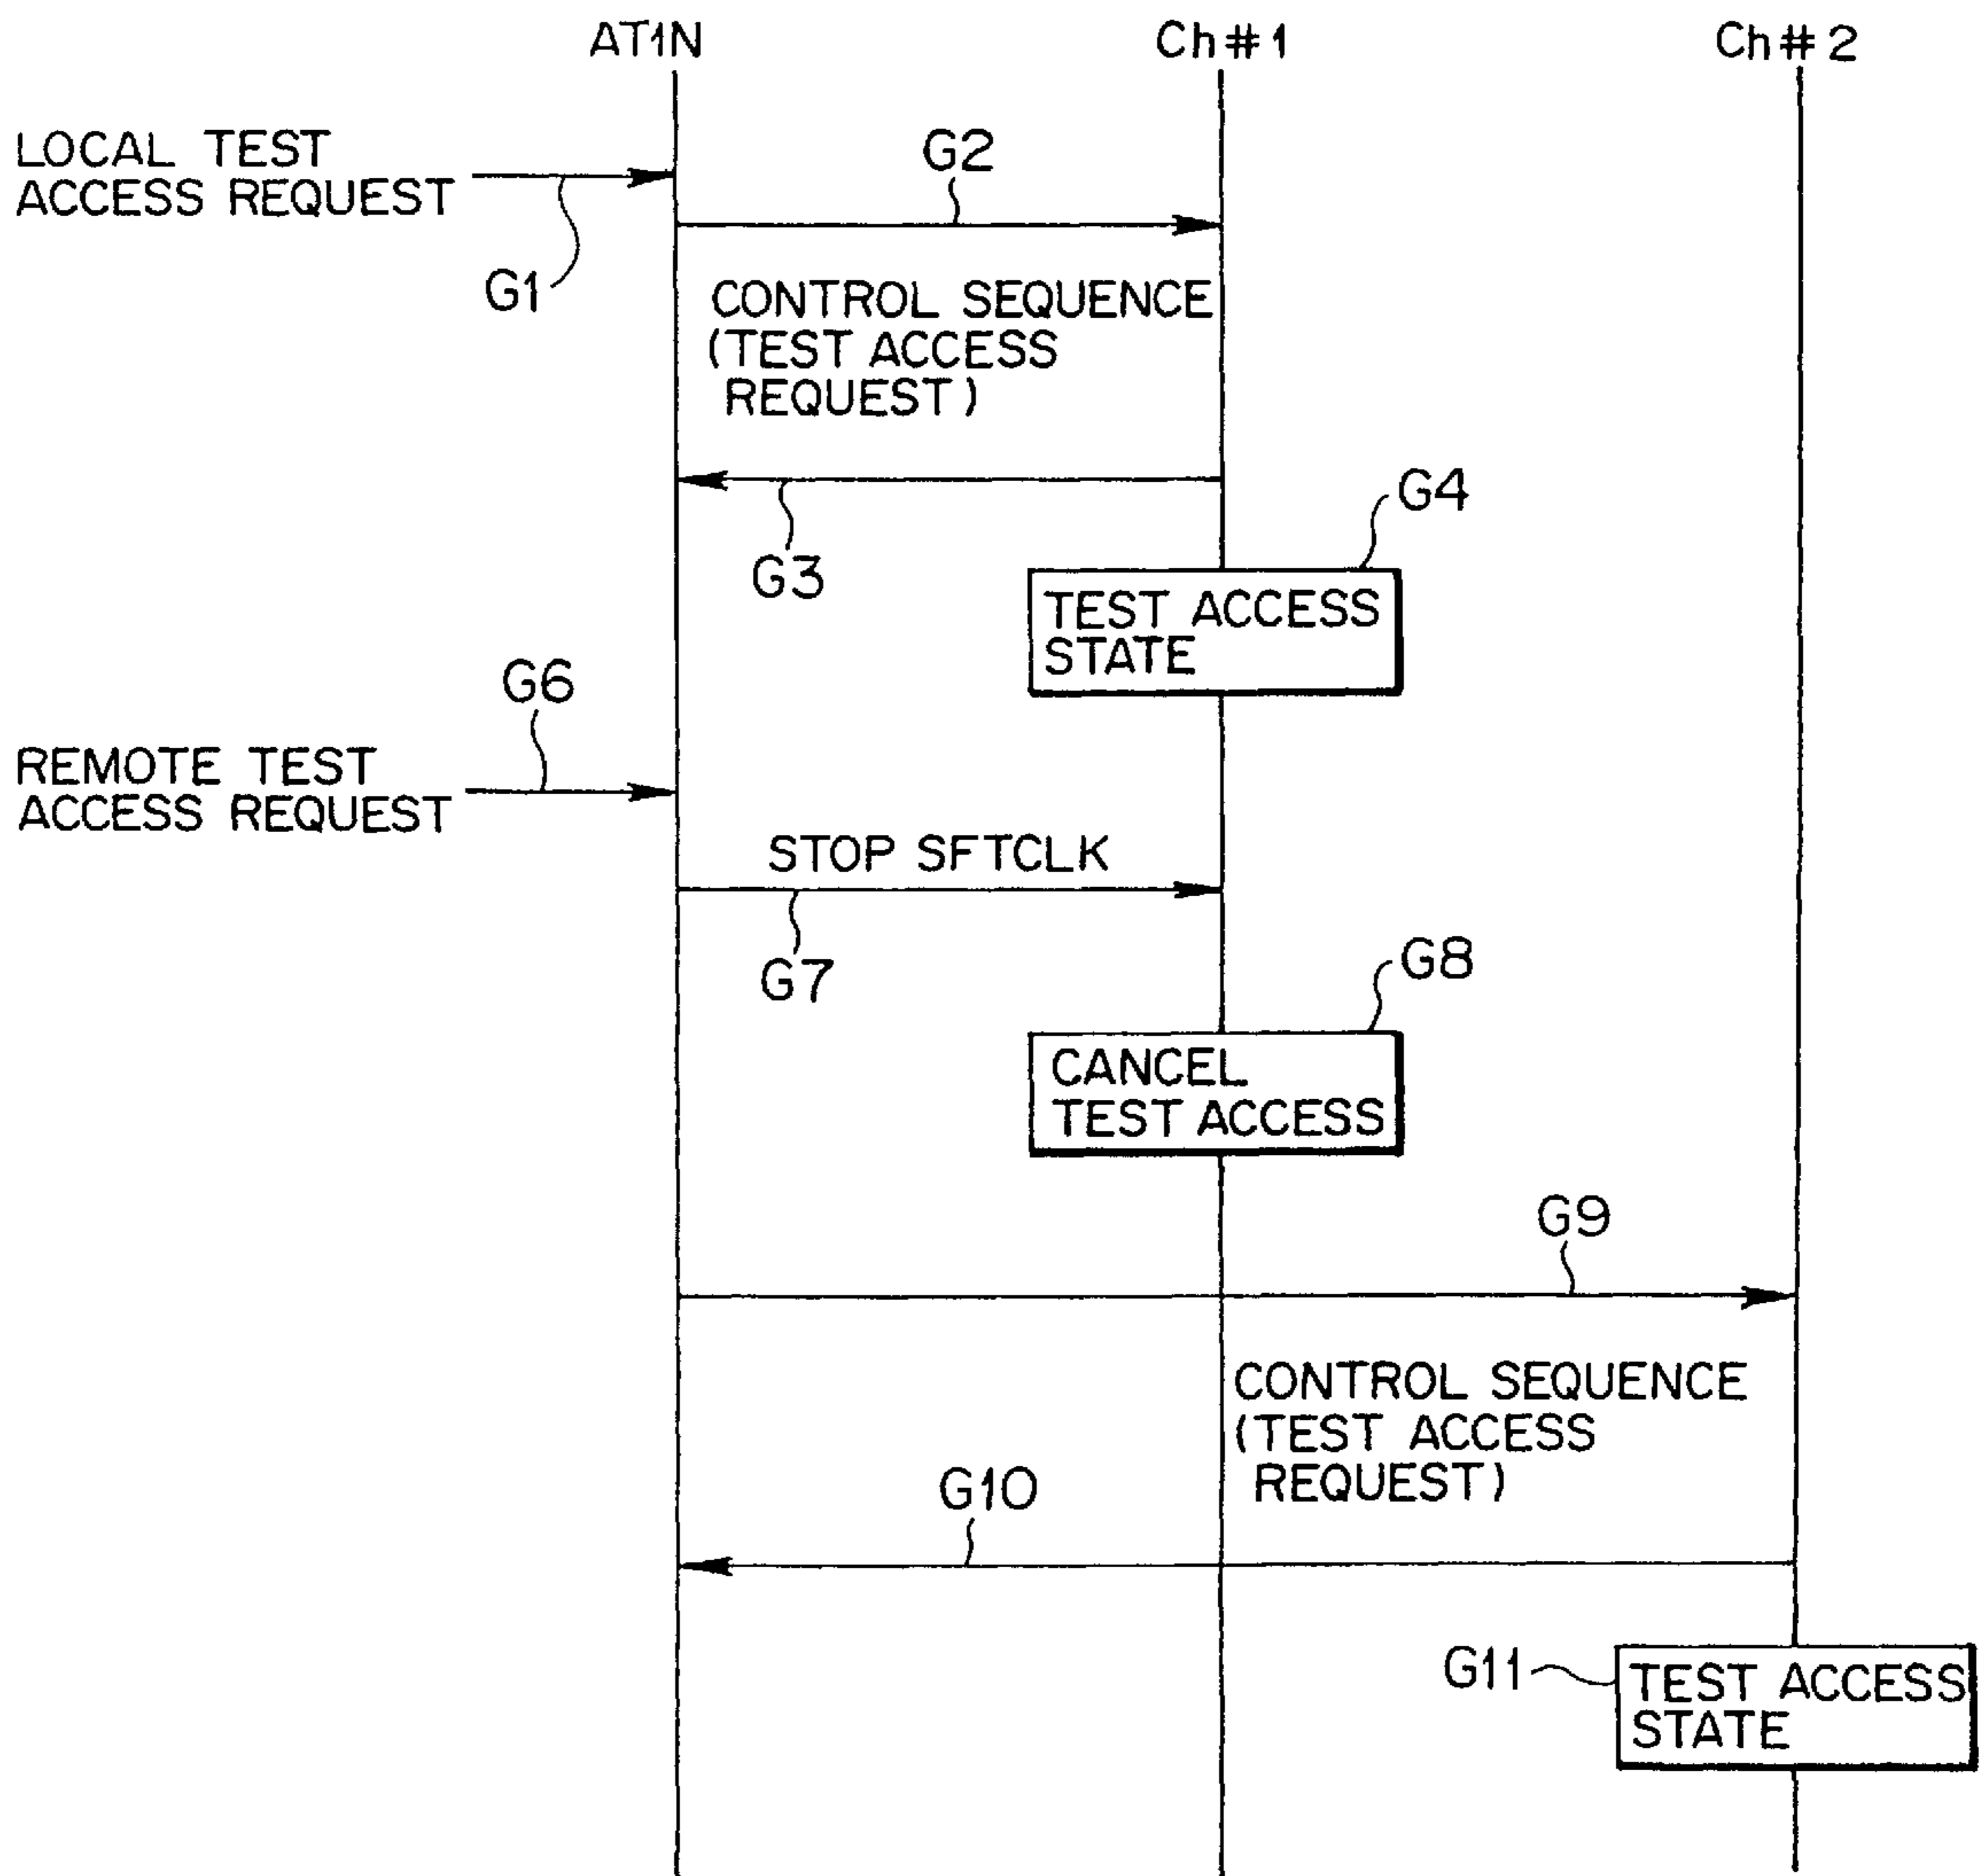 AT1N
Ch#1
Ch#2
LOCAL TEST
ACCESS REQUEST
G1
G2
CONTROL SEQUENCE
(TEST ACCESS
REQUEST)
G3
G4
TEST ACCESS
STATE
G6
REMOTE TEST
ACCESS REQUEST
STOP SFTCLK
G7
G8
CANCEL
TEST ACCESS
G9
CONTROL SEQUENCE
(TEST ACCESS
REQUEST)
G10
G11
TEST ACCESS
STATE